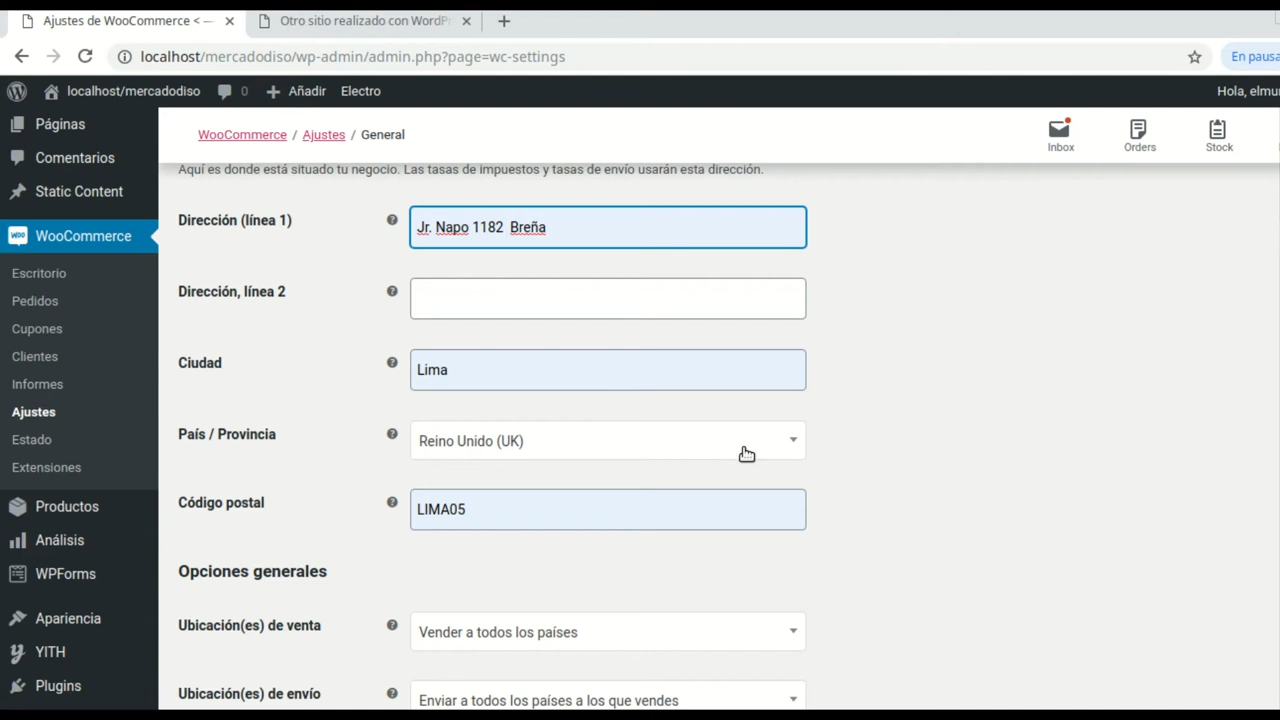 Ajustes de WooCommerce < —
Otro sitio realizado con WordPr
localhost/mercadodiso/wp-admin/admin.php?page=wc-settings
En pausa
localhost/mercadodiso
0
Añadir
Electro
Hola, elmu
Páginas
Comentarios
Static Content
WooCommerce
Escritorio
Pedidos
Cupones
Clientes
Informes
Ajustes
Estado
Extensiones
Productos
Análisis
WPForms
Apariencia
YITH
Plugins
WooCommerce / Ajustes / General
Inbox
Orders
Stock
Aquí es donde está situado tu negocio. Las tasas de impuestos y tasas de envío usarán esta dirección.
Dirección (línea 1)
Jr. Napo 1182  Breña
Dirección, línea 2
Ciudad
Lima
País / Provincia
Reino Unido (UK)
Código postal
LIMA05
Opciones generales
Ubicación(es) de venta
Vender a todos los países
Ubicación(es) de envío
Enviar a todos los países a los que vendes